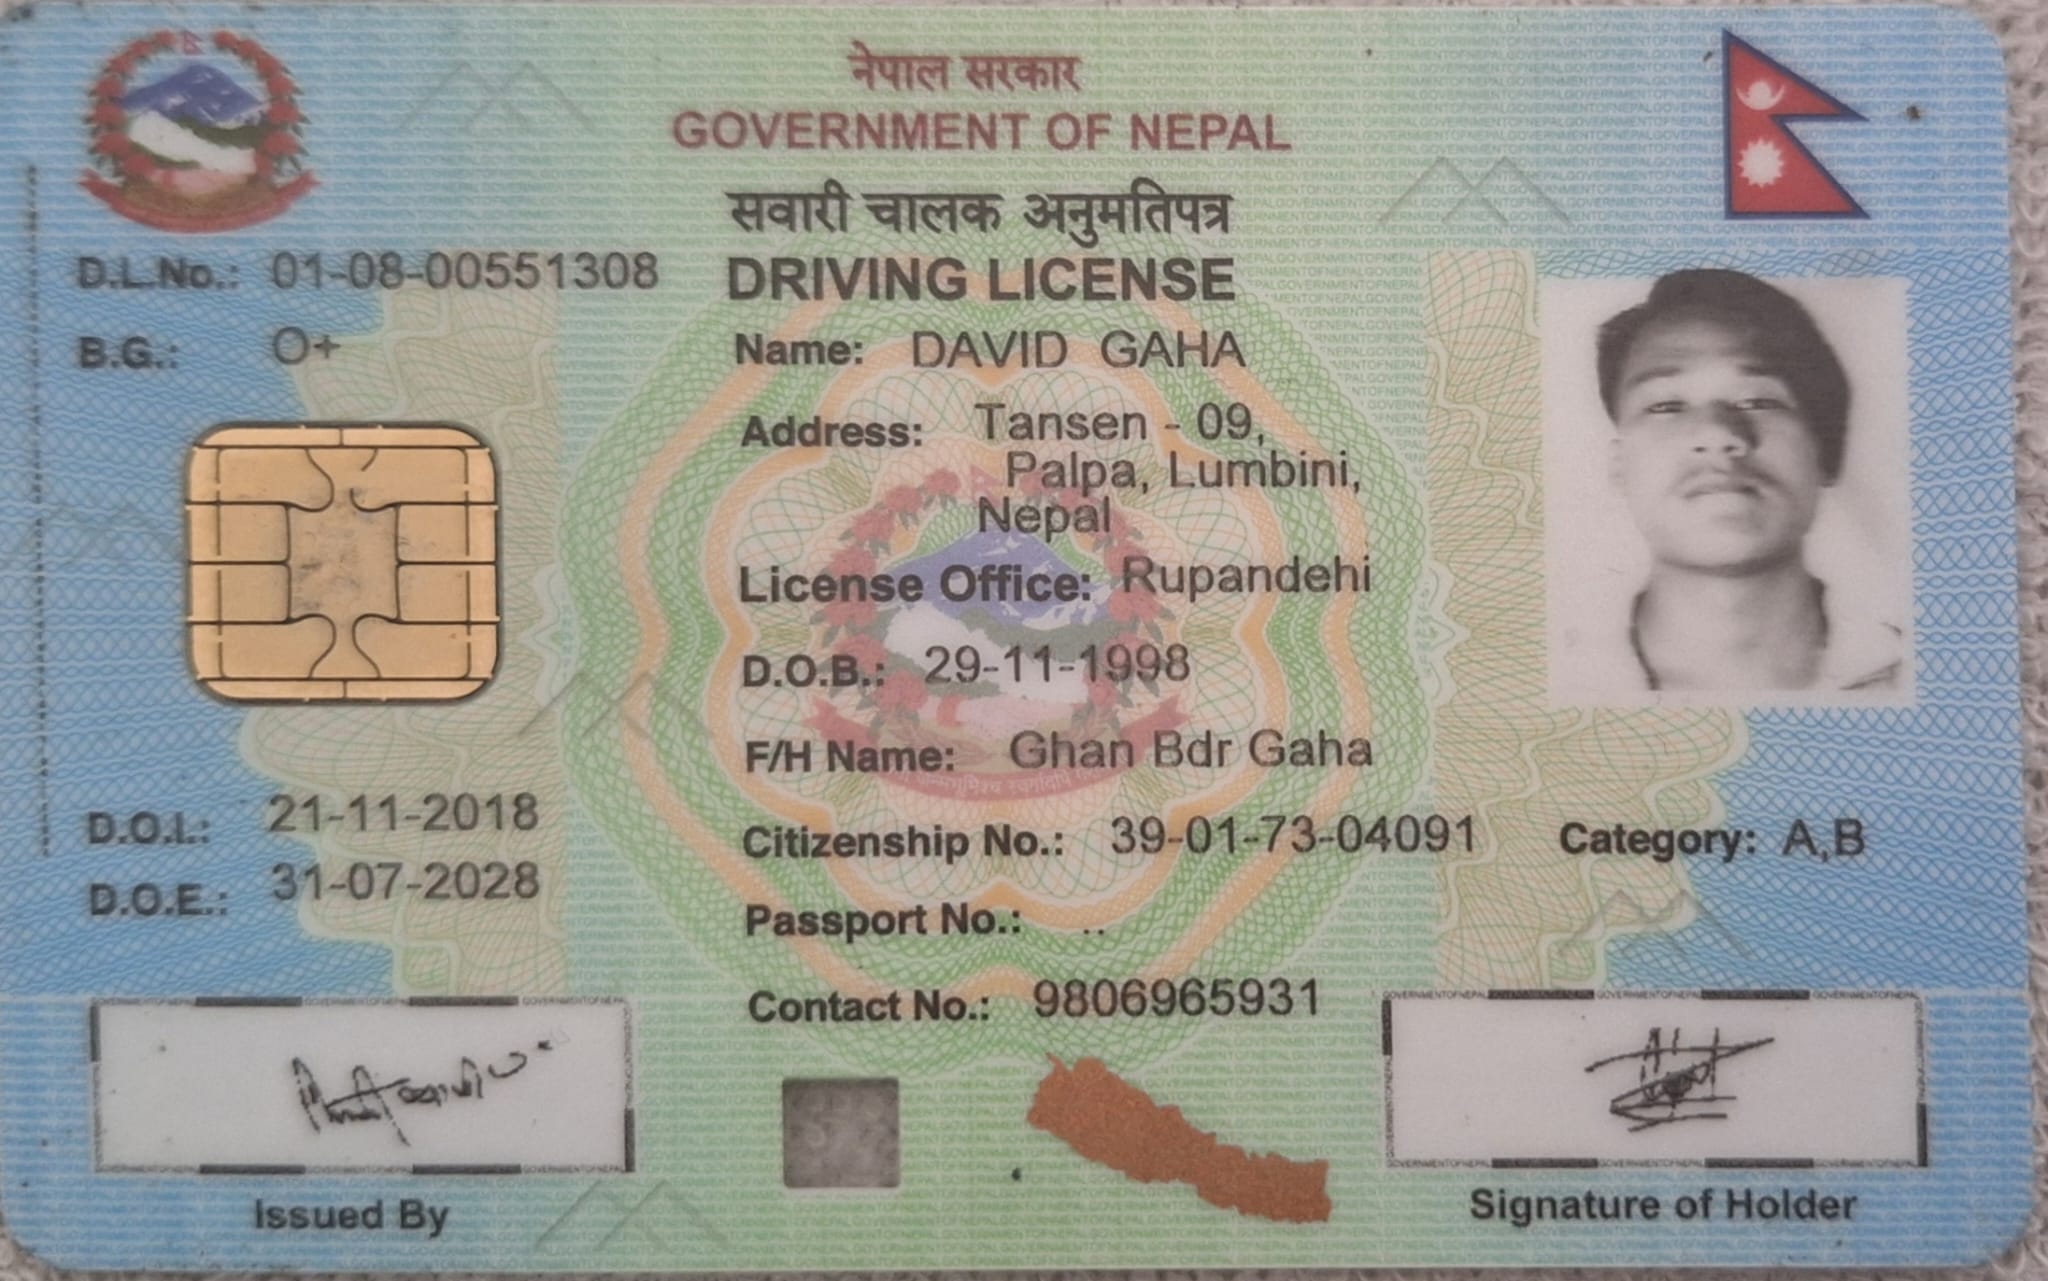 नेपाल सरकार
GOVERNMENT OF NEPAL
सवारी चालक अनुमतिपत्र
DRIVING LICENSE
D.L.No.: 01-08-00551308
B.G.: O+
Name: DAVID GAHA
Address: Tansen - 09,
Palpa, Lumbini,
Nepal
License Office: Rupandehi
D.O.B.: 29-11-1998
F/H Name: Ghan Bdr Gaha
D.O.I.: 21-11-2018
D.O.E.: 31-07-2028
Citizenship No.: 39-01-73-04091
Category: A,B
Passport No.: ..
Contact No.: 9806965931
Issued By
Signature of Holder